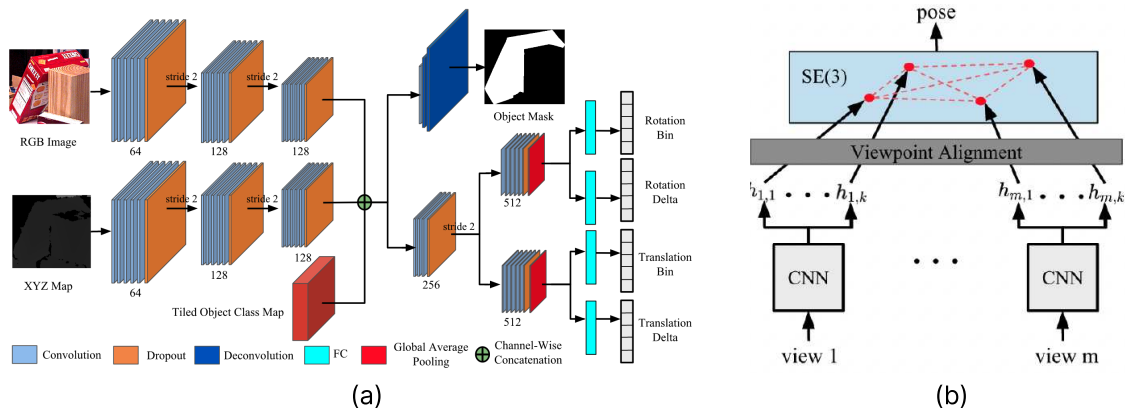 RGB Image
64
stride 2
128
stride 2
128
XYZ Map
64
stride 2
128
stride 2
128
Tiled Object Class Map
Object Mask
256
stride 2
512
512
Rotation
Bin
Rotation
Delta
Translation
Bin
Translation
Delta
Convolution
Dropout
Deconvolution
FC
Global Average
Pooling
Channel-Wise
Concatenation
(a)
pose
SE(3)
Viewpoint Alignment
h1,1 · · · h1,k
hm,1 · · · hm,k
CNN
· · ·
CNN
view 1
view m
(b)